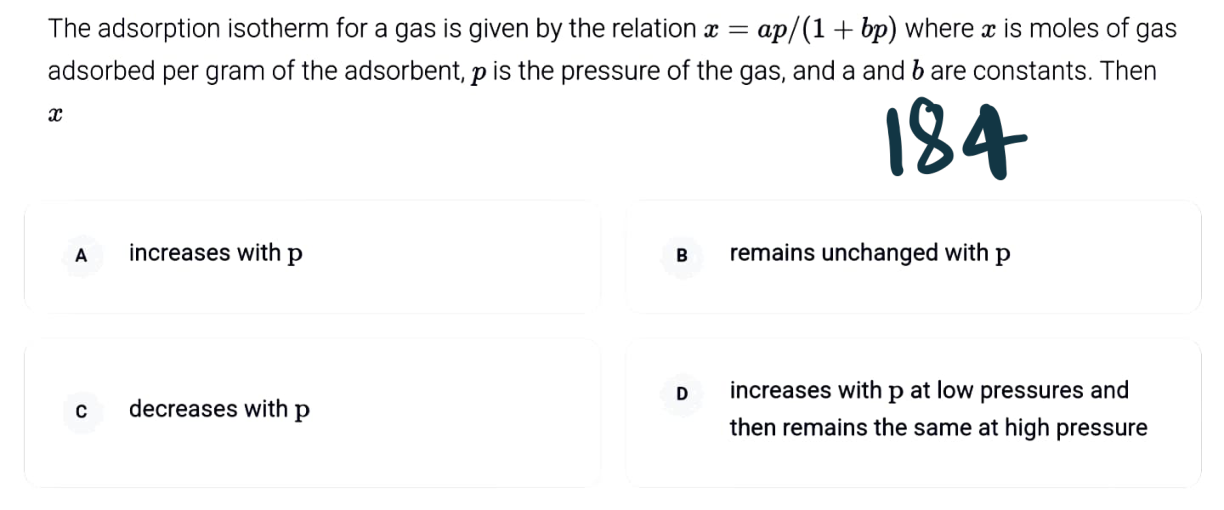 The adsorption isotherm for a gas is given by the relation x = ap/(1 + bp) where x is moles of gas
adsorbed per gram of the adsorbent, p is the pressure of the gas, and a and b are constants. Then
x
184
A increases with p
B remains unchanged with p
C decreases with p
D increases with p at low pressures and
then remains the same at high pressure